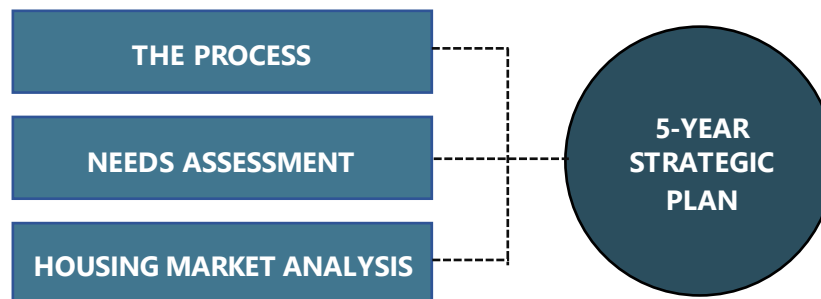 THE PROCESS
NEEDS ASSESSMENT
HOUSING MARKET ANALYSIS
5-YEAR
STRATEGIC
PLAN